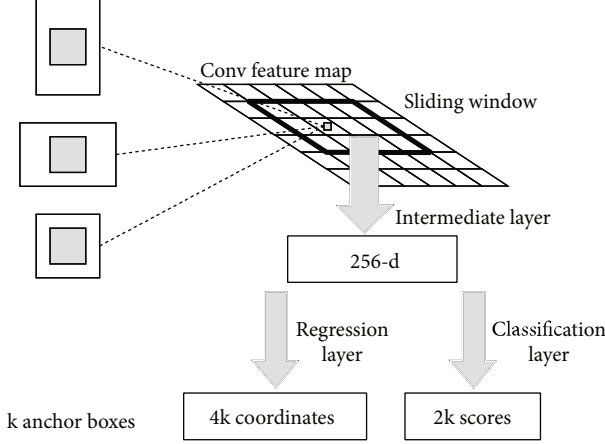 Conv feature map
Sliding window
Intermediate layer
256-d
Regression
layer
Classification
layer
k anchor boxes
4k coordinates
2k scores